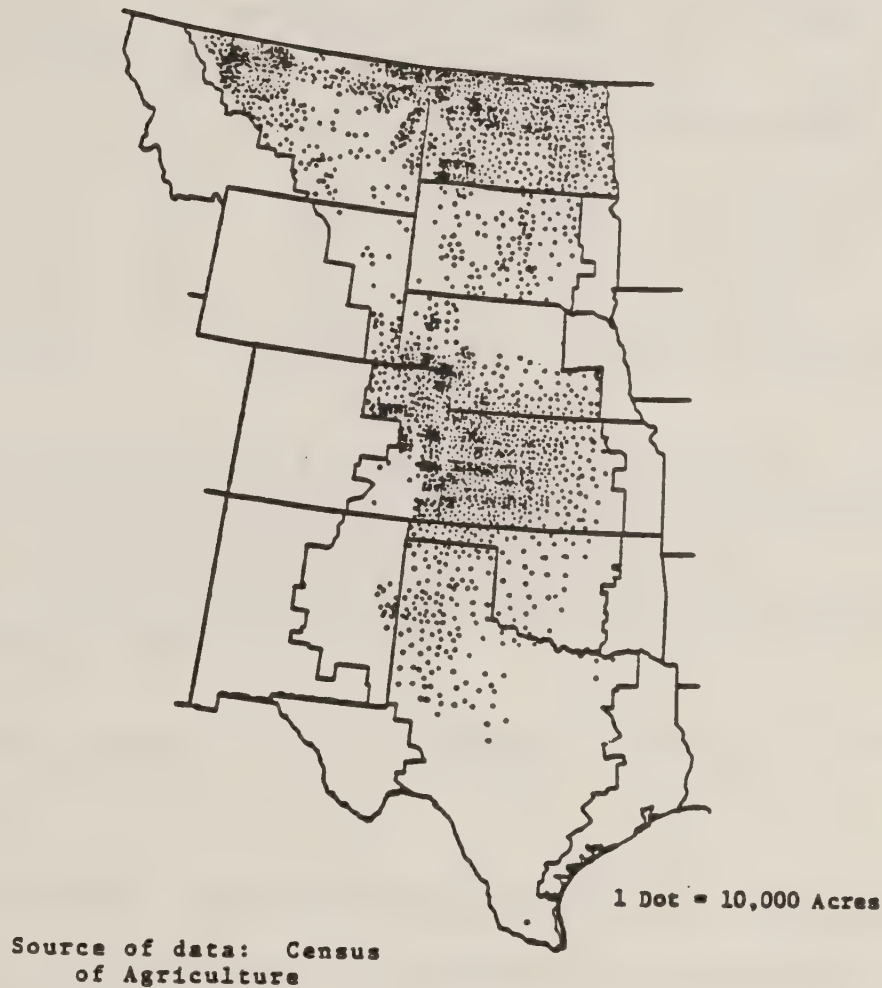 1 Dot = 10,000 Acres
Source of data: Census
of Agriculture